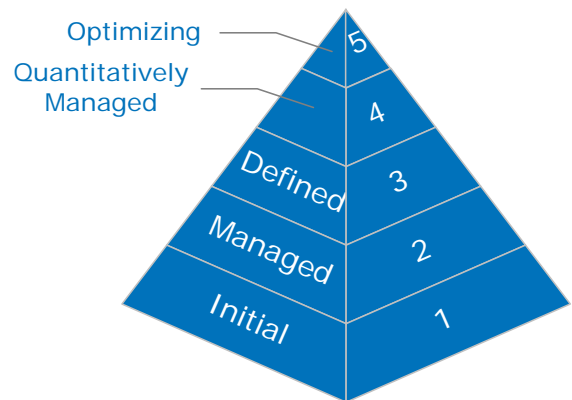 Optimizing
5
Quantitatively
Managed
4
Defined
3
Managed
2
Initial
1